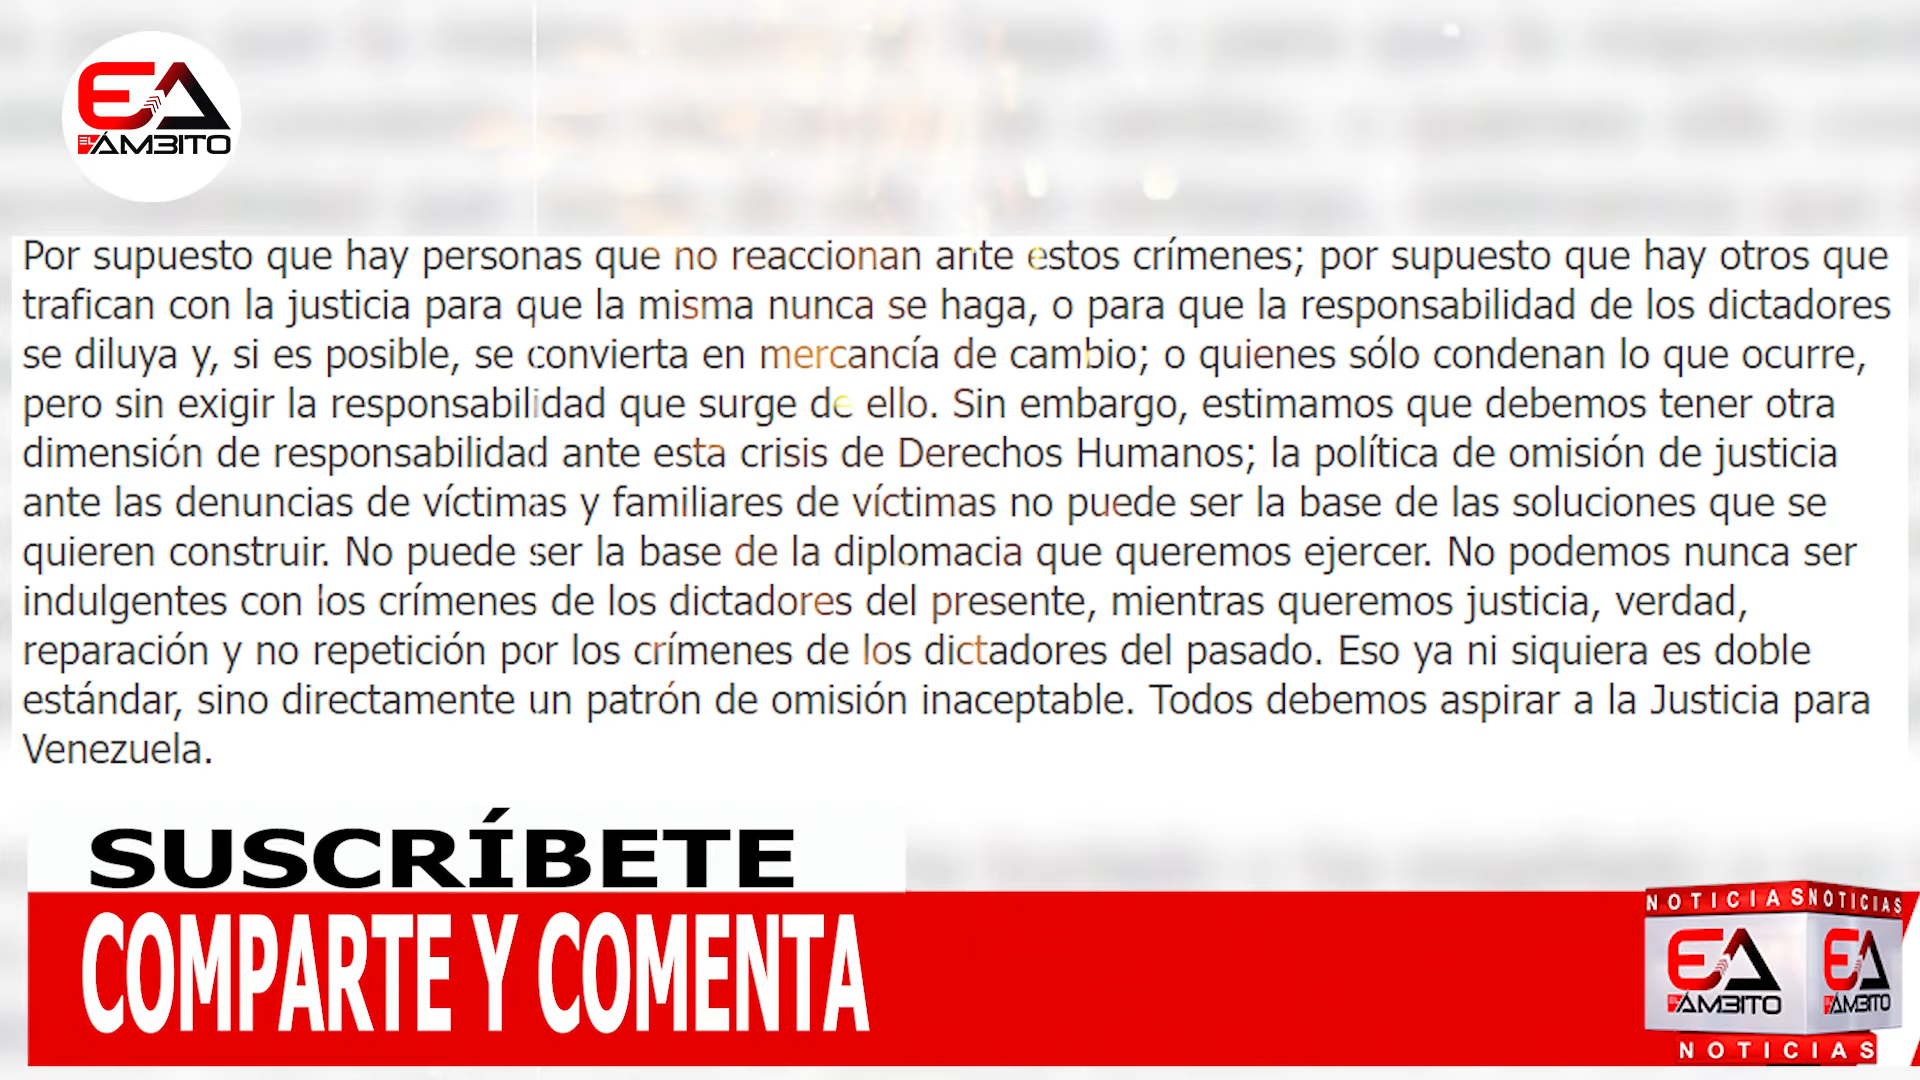 EA
EL ÁMBITO
Por supuesto que hay personas que no reaccionan ante estos crímenes; por supuesto que hay otros que
trafican con la justicia para que la misma nunca se haga, o para que la responsabilidad de los dictadores
se diluya y, si es posible, se convierta en mercancía de cambio; o quienes sólo condenan lo que ocurre,
pero sin exigir la responsabilidad que surge de ello. Sin embargo, estimamos que debemos tener otra
dimensión de responsabilidad ante esta crisis de Derechos Humanos; la política de omisión de justicia
ante las denuncias de víctimas y familiares de víctimas no puede ser la base de las soluciones que se
quieren construir. No puede ser la base de la diplomacia que queremos ejercer. No podemos nunca ser
indulgentes con los crímenes de los dictadores del presente, mientras queremos justicia, verdad,
reparación y no repetición por los crímenes de los dictadores del pasado. Eso ya ni siquiera es doble
estándar, sino directamente un patrón de omisión inaceptable. Todos debemos aspirar a la Justicia para
Venezuela.
SUSCRÍBETE
COMPARTE Y COMENTA
NOTICIAS NOTICIAS
EA EA
EL ÁMBITO EL ÁMBITO
NOTICIAS